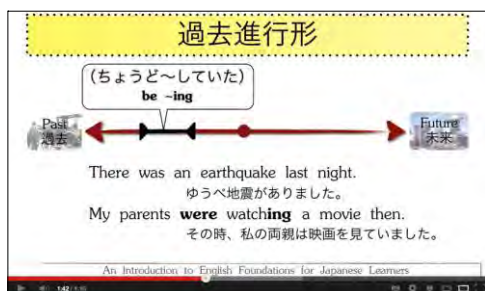 過去進行形
（ちょうど～していた）
be ~ing
Past
過去
Future
未来
There was an earthquake last night.
ゆうべ地震がありました。
My parents were watching a movie then.
その時、私の両親は映画を見ていました。
An Introduction to English Foundations for Japanese Learners
1:42